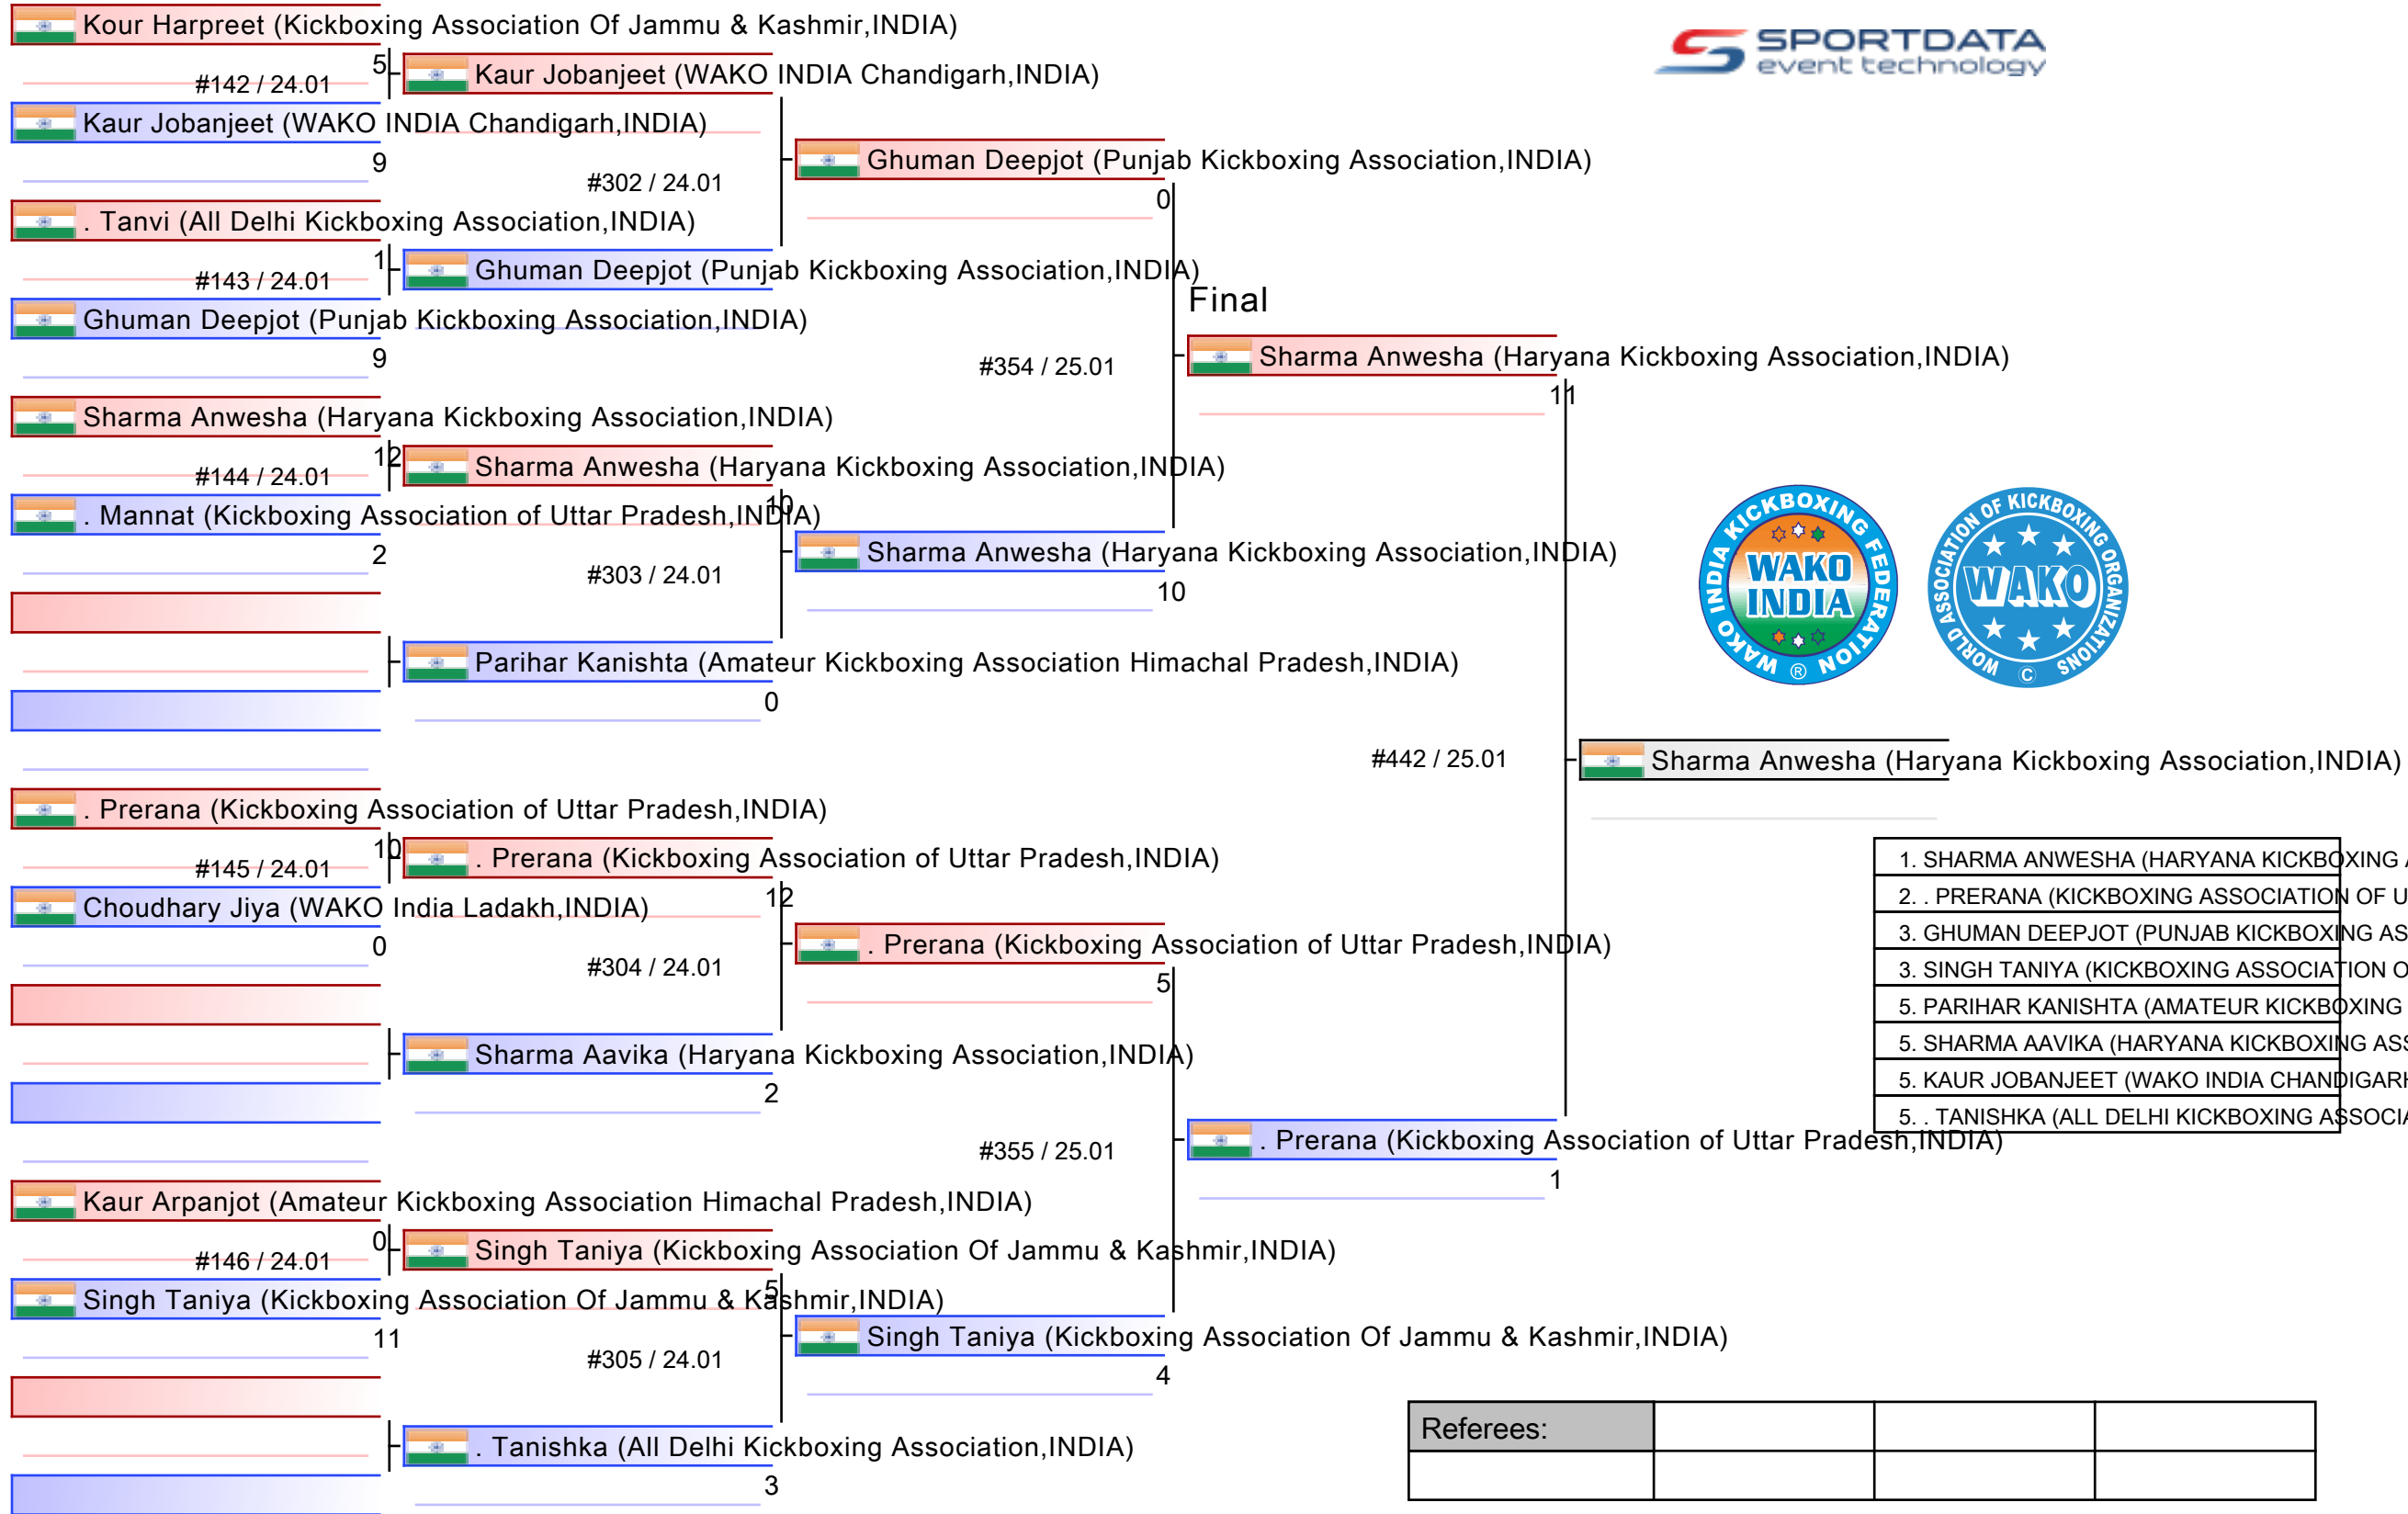 Kour Harpreet (Kickboxing Association Of Jammu & Kashmir,INDIA)
5
#142 / 24.01
Kaur Jobanjeet (WAKO INDIA Chandigarh,INDIA)
9
. Tanvi (All Delhi Kickboxing Association,INDIA)
1
#143 / 24.01
Ghuman Deepjot (Punjab Kickboxing Association,INDIA)
9
Sharma Anwesha (Haryana Kickboxing Association,INDIA)
12
#144 / 24.01
. Mannat (Kickboxing Association of Uttar Pradesh,INDIA)
2
. Prerana (Kickboxing Association of Uttar Pradesh,INDIA)
10
#145 / 24.01
Choudhary Jiya (WAKO India Ladakh,INDIA)
0
Kaur Arpanjot (Amateur Kickboxing Association Himachal Pradesh,INDIA)
0
#146 / 24.01
Singh Taniya (Kickboxing Association Of Jammu & Kashmir,INDIA)
11
Kaur Jobanjeet (WAKO INDIA Chandigarh,INDIA)
#302 / 24.01
Ghuman Deepjot (Punjab Kickboxing Association,INDIA)
Sharma Anwesha (Haryana Kickboxing Association,INDIA)
10
#303 / 24.01
Parihar Kanishta (Amateur Kickboxing Association Himachal Pradesh,INDIA)
0
. Prerana (Kickboxing Association of Uttar Pradesh,INDIA)
12
#304 / 24.01
Sharma Aavika (Haryana Kickboxing Association,INDIA)
2
Singh Taniya (Kickboxing Association Of Jammu & Kashmir,INDIA)
5
#305 / 24.01
. Tanishka (All Delhi Kickboxing Association,INDIA)
3
Ghuman Deepjot (Punjab Kickboxing Association,INDIA)
0
#354 / 25.01
Sharma Anwesha (Haryana Kickboxing Association,INDIA)
10
. Prerana (Kickboxing Association of Uttar Pradesh,INDIA)
5
#355 / 25.01
Singh Taniya (Kickboxing Association Of Jammu & Kashmir,INDIA)
4
Final
Sharma Anwesha (Haryana Kickboxing Association,INDIA)
11
#442 / 25.01
. Prerana (Kickboxing Association of Uttar Pradesh,INDIA)
1
Sharma Anwesha (Haryana Kickboxing Association,INDIA)
SPORTDATA
event technology
WAKO INDIA KICKBOXING FEDERATION
WAKO
INDIA
®
WORLD ASSOCIATION OF KICKBOXING ORGANIZATIONS
WAKO
©
1. SHARMA ANWESHA (HARYANA KICKBOXING
2. . PRERANA (KICKBOXING ASSOCIATION OF U
3. GHUMAN DEEPJOT (PUNJAB KICKBOXING AS
3. SINGH TANIYA (KICKBOXING ASSOCIATION O
5. PARIHAR KANISHTA (AMATEUR KICKBOXING
5. SHARMA AAVIKA (HARYANA KICKBOXING ASS
5. KAUR JOBANJEET (WAKO INDIA CHANDIGARH
5. . TANISHKA (ALL DELHI KICKBOXING ASSOCIA
Referees: